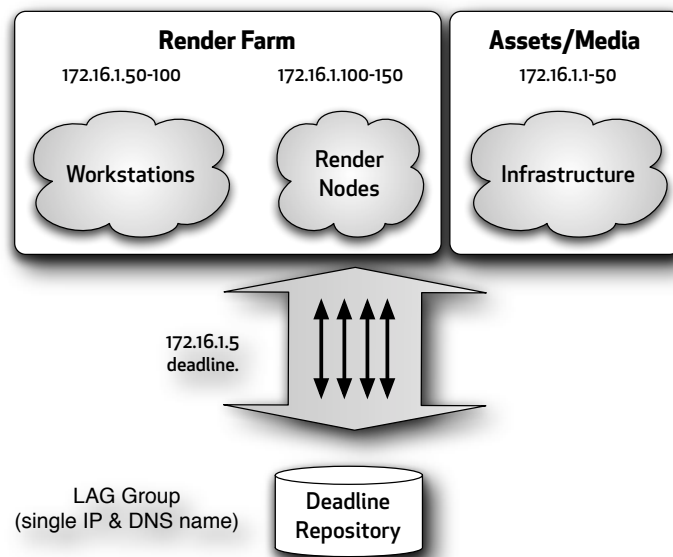 Render Farm
172.16.1.50-100
172.16.1.100-150
Workstations
Render
Nodes
Assets/Media
172.16.1.1-50
Infrastructure
172.16.1.5
deadline.
LAG Group
(single IP & DNS name)
Deadline
Repository